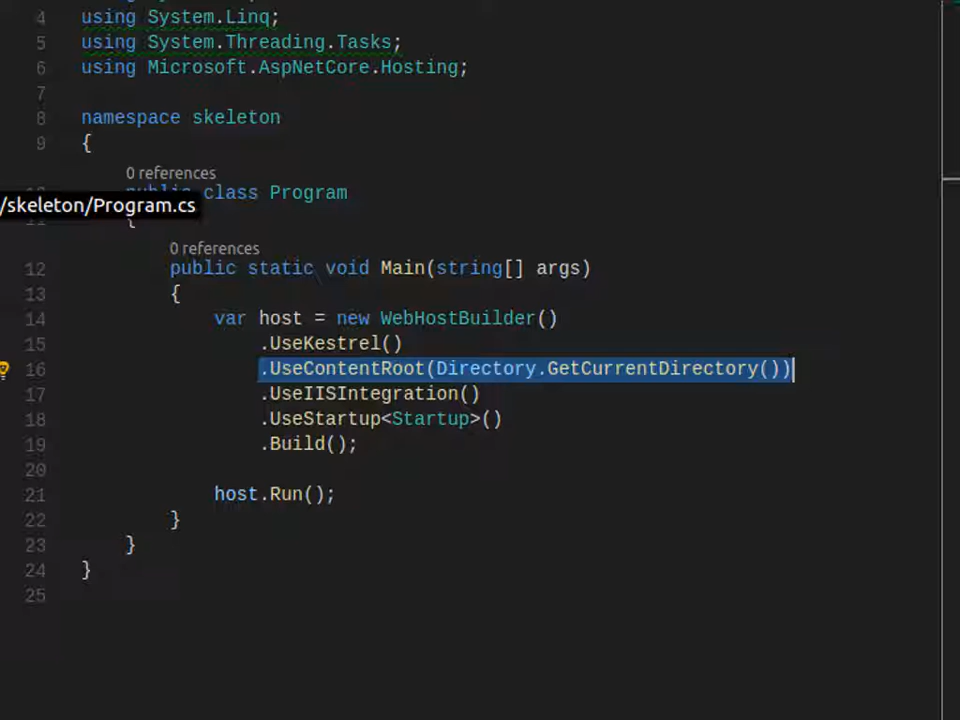 4 using System.Linq;
5 using System.Threading.Tasks;
6 using Microsoft.AspNetCore.Hosting;
7
8 namespace skeleton
9 {
0 references
public class Program
/skeleton/Program.cs
{
0 references
12 public static void Main(string[] args)
13 {
14 var host = new WebHostBuilder()
15 .UseKestrel()
16 .UseContentRoot(Directory.GetCurrentDirectory())
17 .UseIISIntegration()
18 .UseStartup<Startup>()
19 .Build();
20
21 host.Run();
22 }
23 }
24 }
25